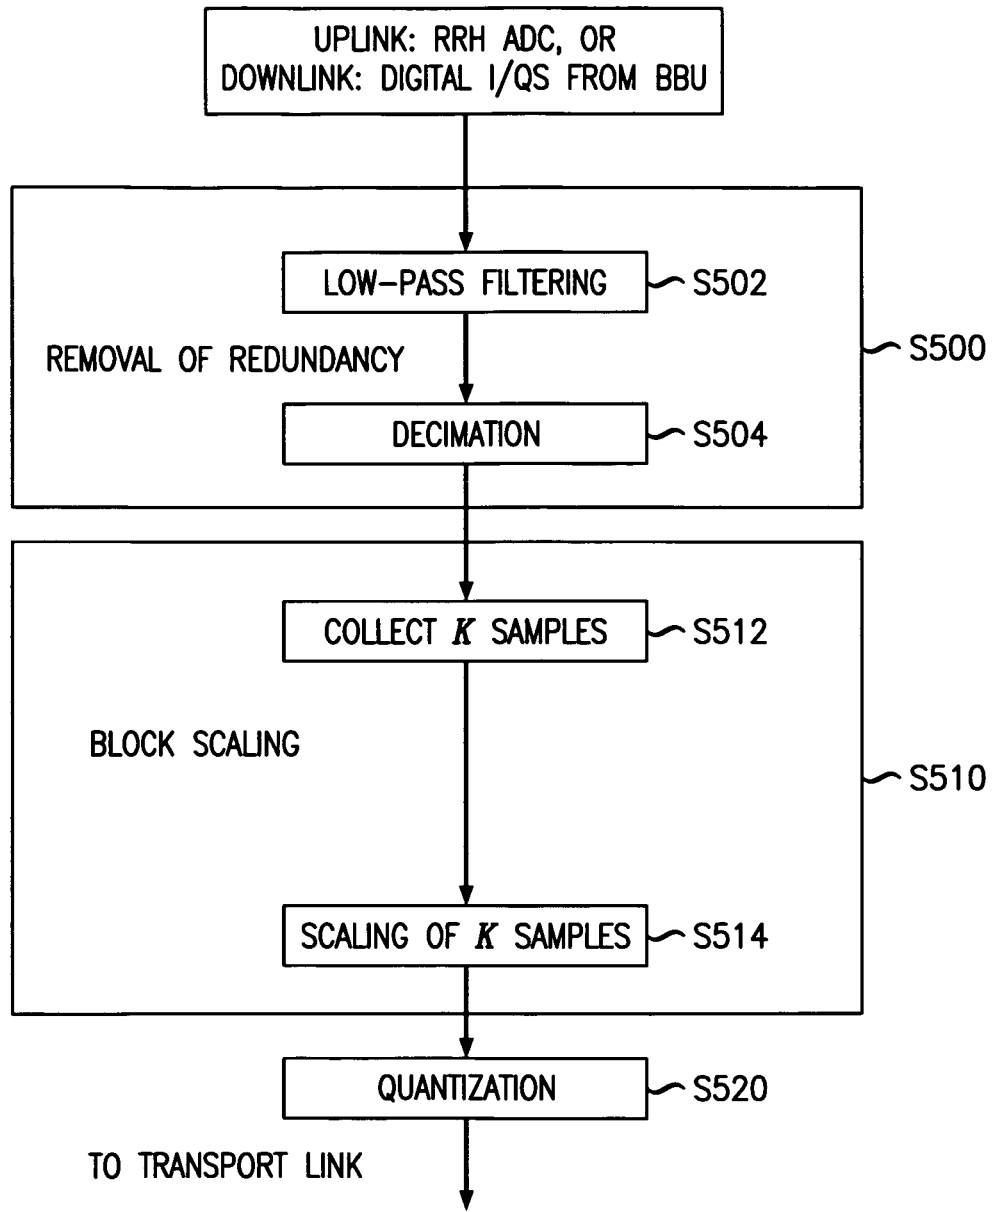 UPLINK: RRH ADC, OR
DOWNLINK: DIGITAL I/QS FROM BBU
LOW-PASS FILTERING
S502
REMOVAL OF REDUNDANCY
S500
DECIMATION
S504
COLLECT K SAMPLES
S512
BLOCK SCALING
S510
SCALING OF K SAMPLES
S514
QUANTIZATION
S520
TO TRANSPORT LINK